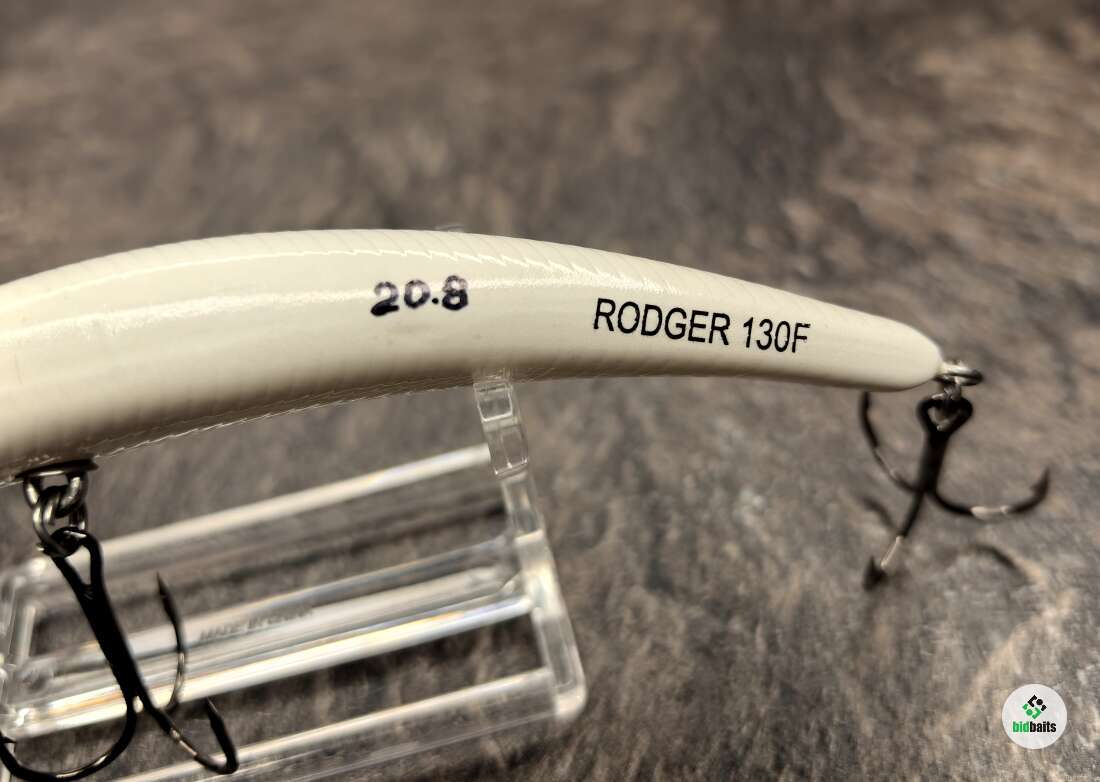 20.8
RODGER 130F
bidbaits